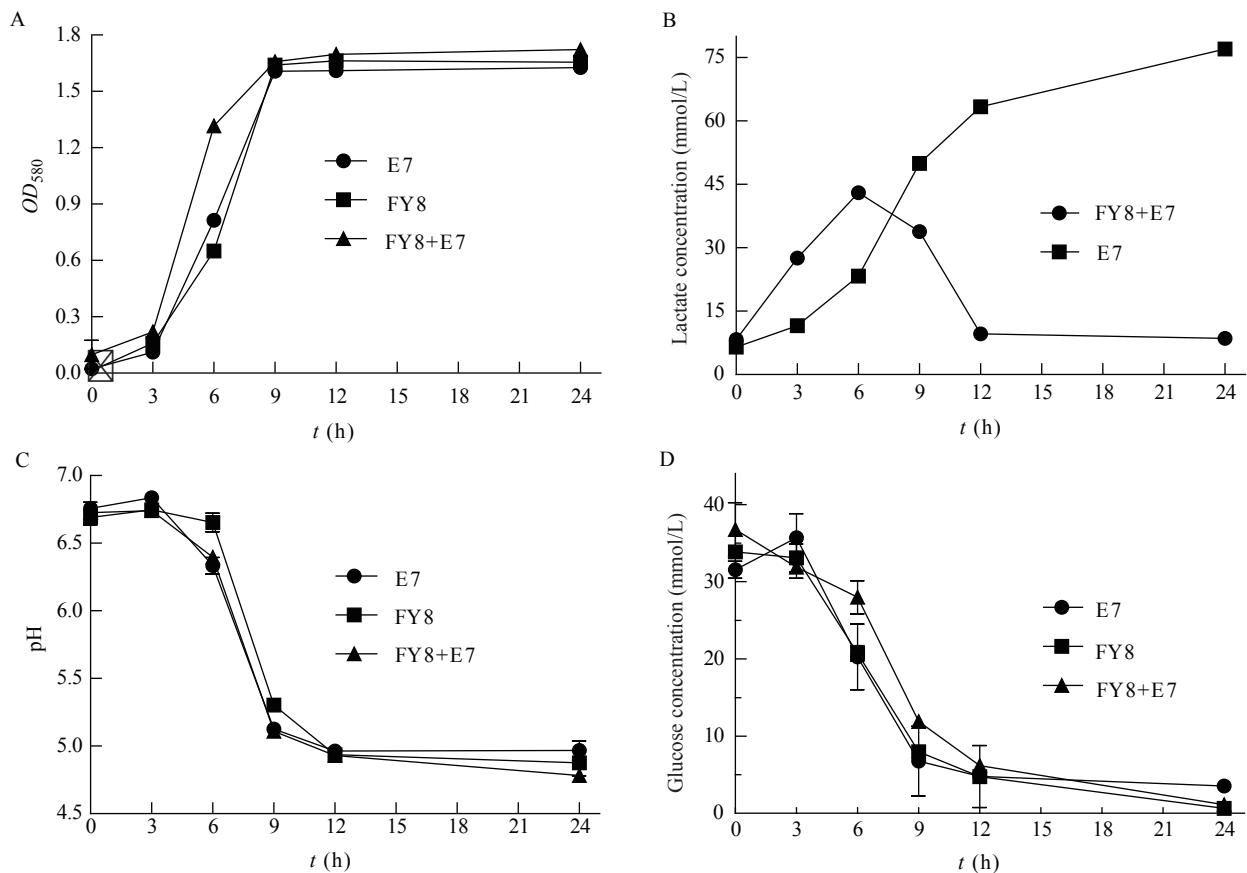 A
1.8
1.5
1.2
0.9
0.6
0.3
0.0
OD580
E7
FY8
FY8+E7
0 3 6 9 12 15 18 21 24
t (h)
B
75
60
45
30
15
0
Lactate concentration (mmol/L)
FY8+E7
E7
0 3 6 9 12 15 18 21 24
t (h)
C
7.0
6.5
6.0
5.5
5.0
4.5
pH
E7
FY8
FY8+E7
0 3 6 9 12 15 18 21 24
t (h)
D
40
30
20
10
0
Glucose concentration (mmol/L)
E7
FY8
FY8+E7
0 3 6 9 12 15 18 21 24
t (h)